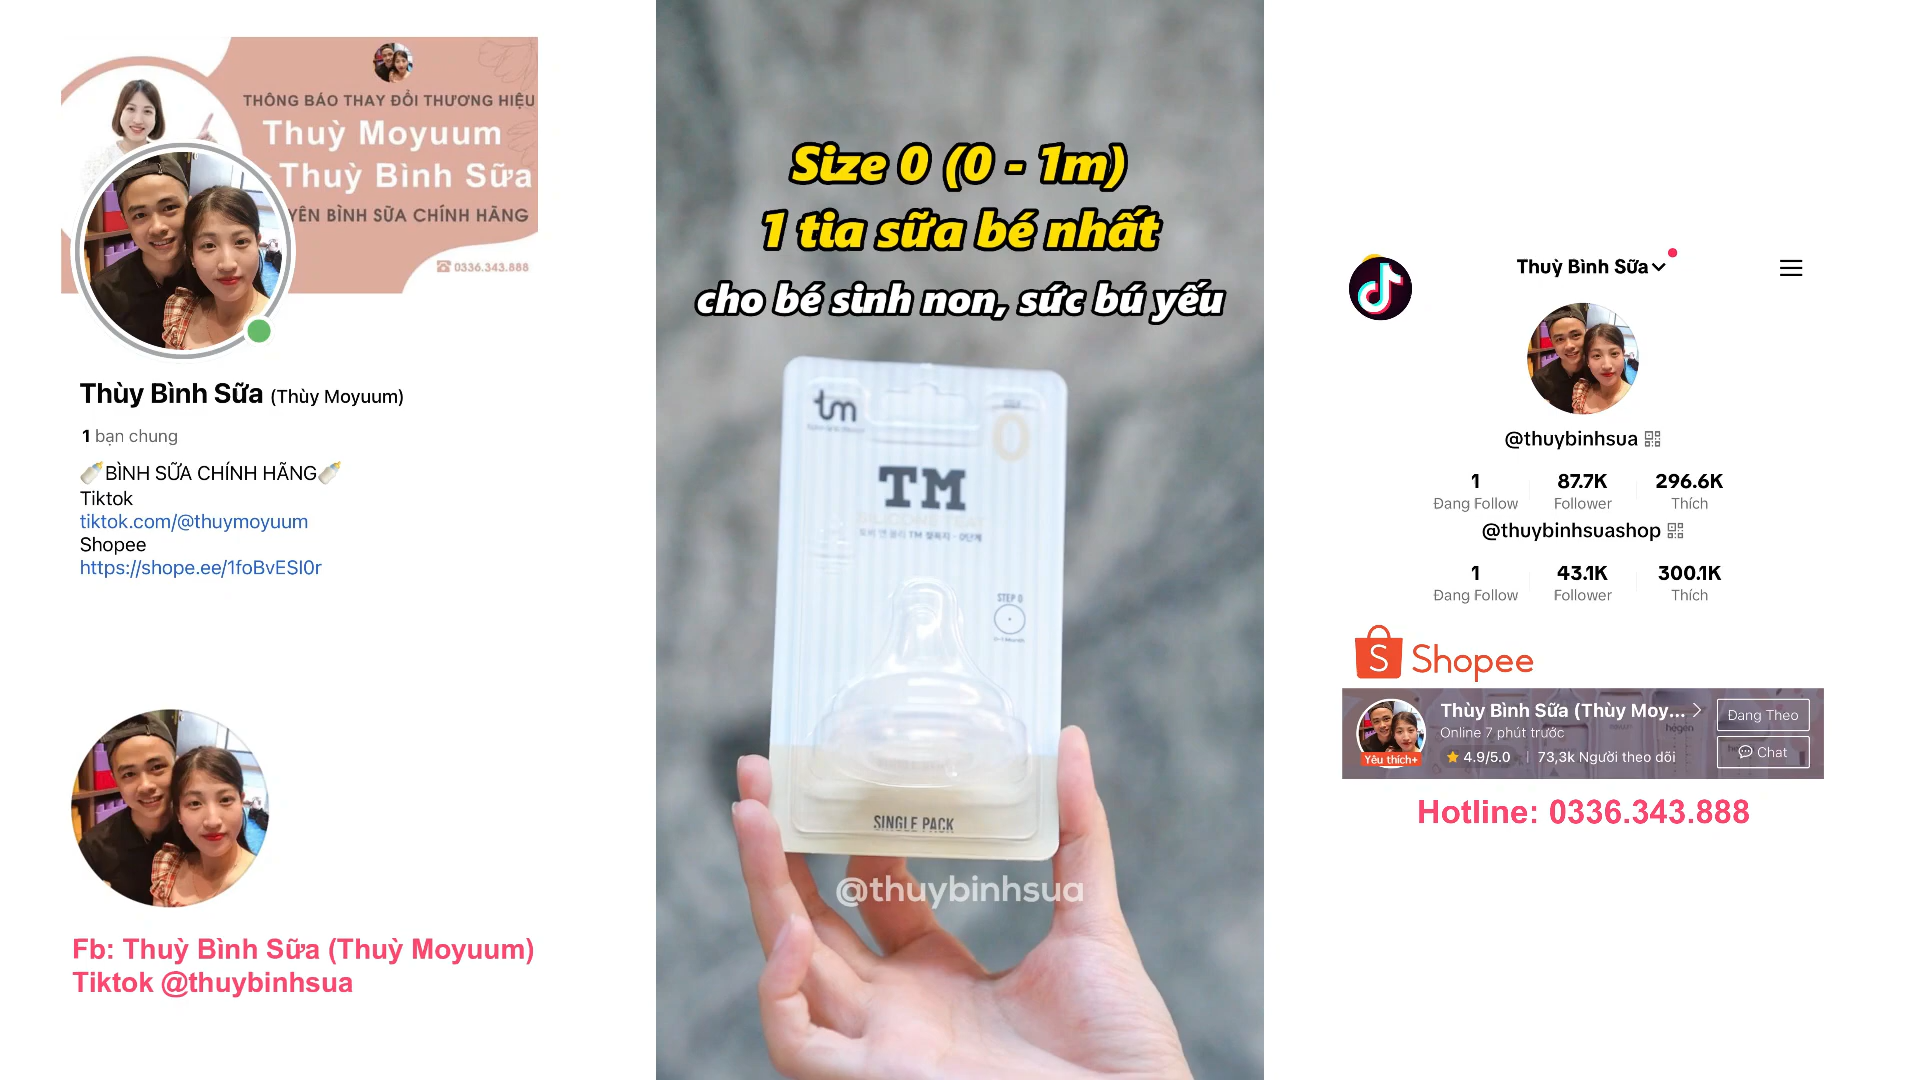 THÔNG BÁO THAY ĐỔI THƯƠNG HIỆU
Thuỳ Moyuum
Thuỳ Bình Sữa
YÊN BÌNH SỮA CHÍNH HÃNG
0336.343.888
Thùy Bình Sữa (Thùy Moyuum)
1 bạn chung
🍼BÌNH SỮA CHÍNH HÃNG🍼
Tiktok
tiktok.com/@thuymoyuum
Shopee
https://shope.ee/1foBvESI0r
Fb: Thuỳ Bình Sữa (Thuỳ Moyuum)
Tiktok @thuybinhsua
Size 0 (0 - 1m)
1 tia sữa bé nhất
cho bé sinh non, sức bú yếu
tm
0
TM
SILICONE TEAT
STEP 0
SINGLE PACK
@thuybinhsua
Thuỳ Bình Sữa
@thuybinhsua
1 87.7K 296.6K
Đang Follow Follower Thích
@thuybinhsuashop
1 43.1K 300.1K
Đang Follow Follower Thích
Shopee
Thùy Bình Sữa (Thùy Moy...
Đang Theo
Online 7 phút trước
Yêu thích+
4.9/5.0 73,3k Người theo dõi
Chat
Hotline: 0336.343.888